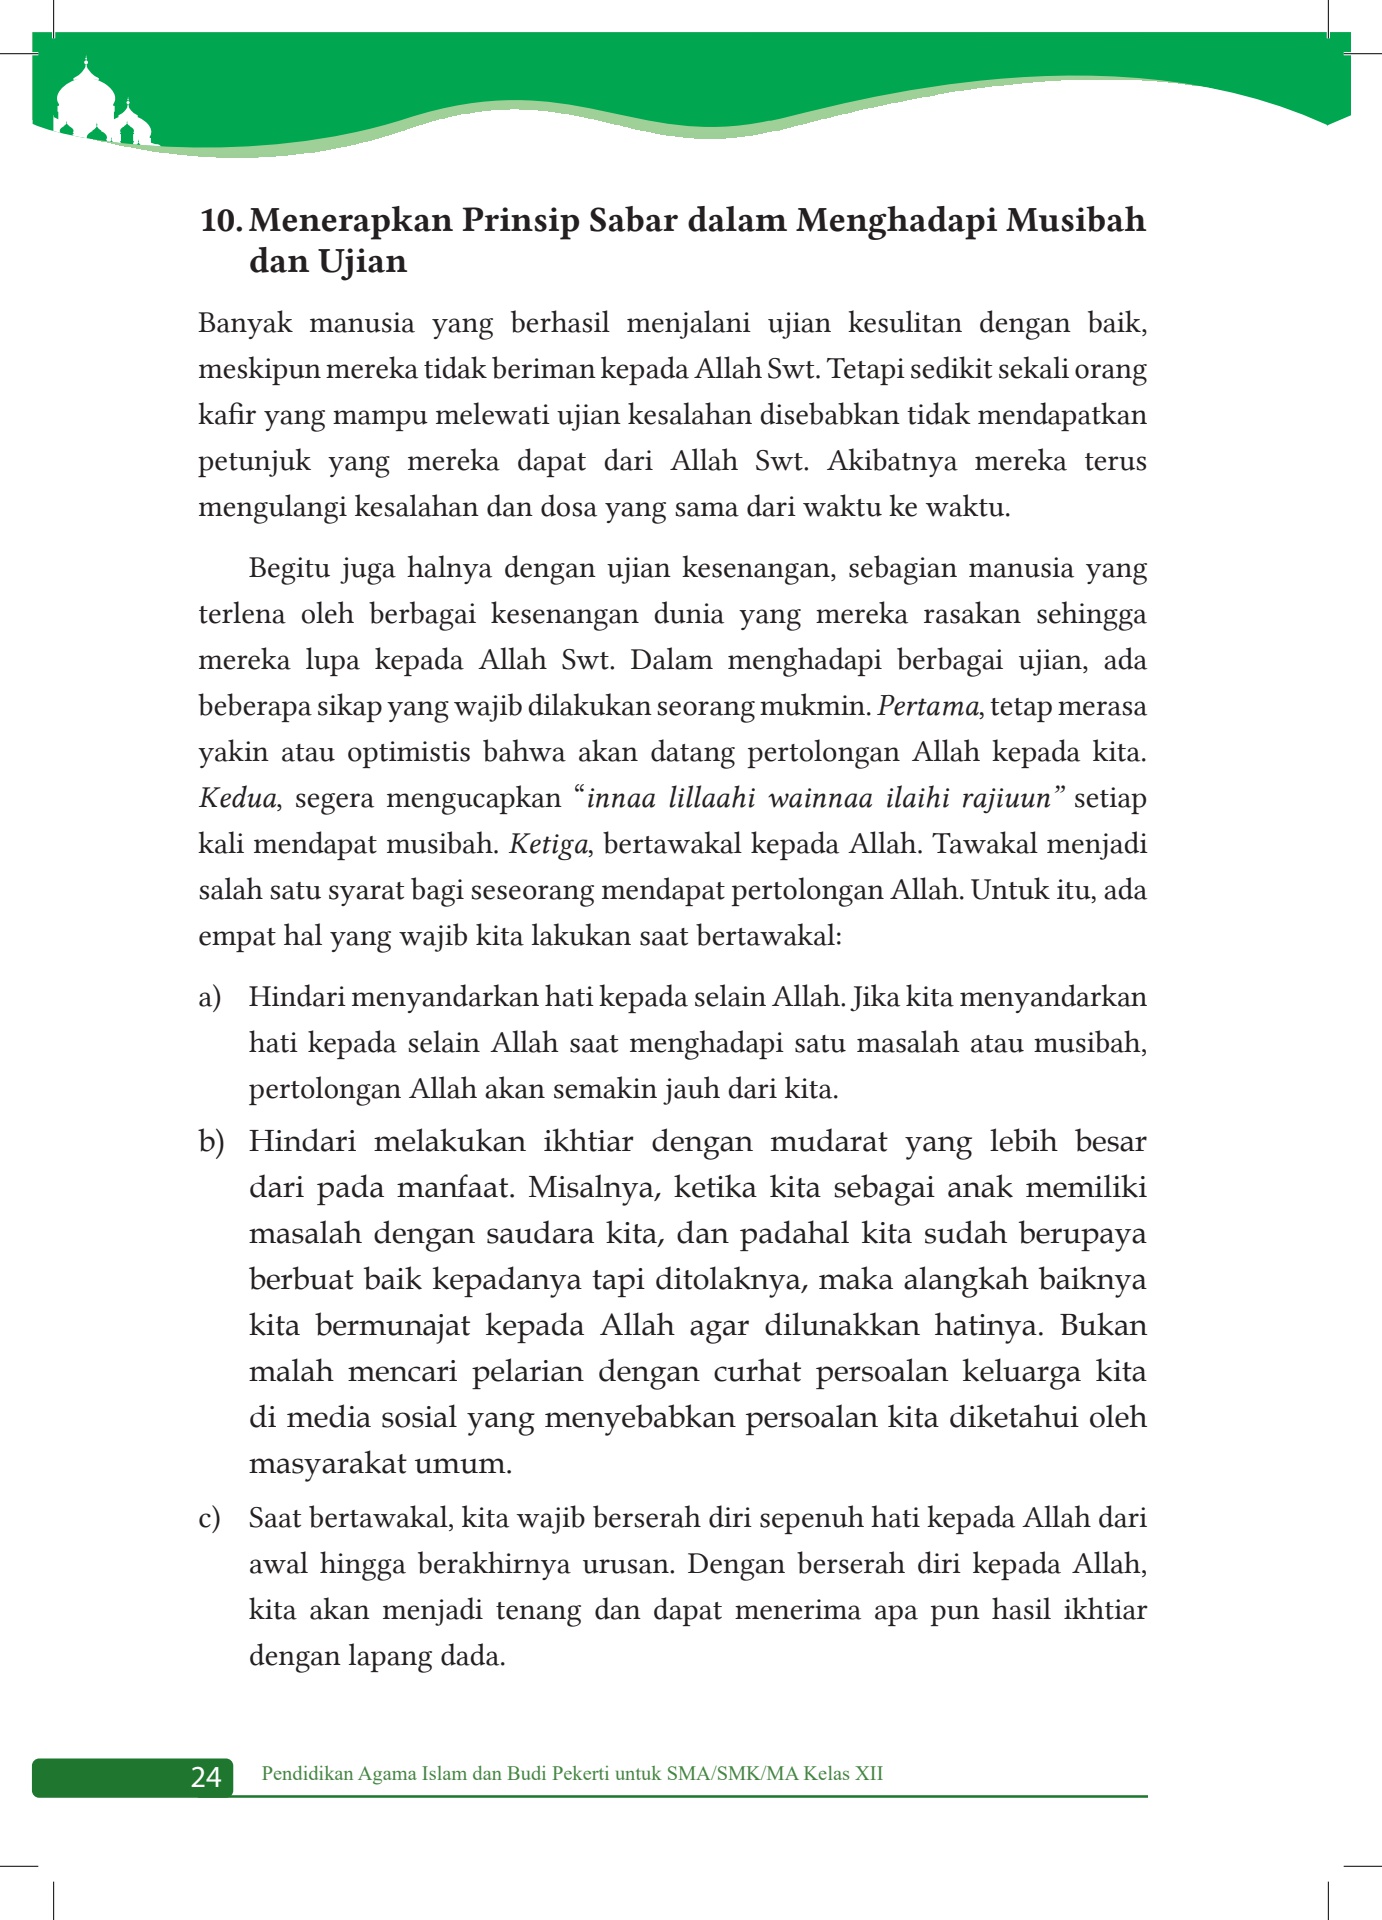 10. Menerapkan Prinsip Sabar dalam Menghadapi Musibah
dan Ujian
Banyak manusia yang berhasil menjalani ujian kesulitan dengan baik,
meskipun mereka tidak beriman kepada Allah Swt. Tetapi sedikit sekali orang
kafir yang mampu melewati ujian kesalahan disebabkan tidak mendapatkan
petunjuk yang mereka dapat dari Allah Swt. Akibatnya mereka terus
mengulangi kesalahan dan dosa yang sama dari waktu ke waktu.
Begitu juga halnya dengan ujian kesenangan, sebagian manusia yang
terlena oleh berbagai kesenangan dunia yang mereka rasakan sehingga
mereka lupa kepada Allah Swt. Dalam menghadapi berbagai ujian, ada
beberapa sikap yang wajib dilakukan seorang mukmin. Pertama, tetap merasa
yakin atau optimistis bahwa akan datang pertolongan Allah kepada kita.
Kedua, segera mengucapkan “innaa lillaahi wainnaa ilaihi rajiuun” setiap
kali mendapat musibah. Ketiga, bertawakal kepada Allah. Tawakal menjadi
salah satu syarat bagi seseorang mendapat pertolongan Allah. Untuk itu, ada
empat hal yang wajib kita lakukan saat bertawakal:
a) Hindari menyandarkan hati kepada selain Allah. Jika kita menyandarkan
hati kepada selain Allah saat menghadapi satu masalah atau musibah,
pertolongan Allah akan semakin jauh dari kita.
b) Hindari melakukan ikhtiar dengan mudarat yang lebih besar
dari pada manfaat. Misalnya, ketika kita sebagai anak memiliki
masalah dengan saudara kita, dan padahal kita sudah berupaya
berbuat baik kepadanya tapi ditolaknya, maka alangkah baiknya
kita bermunajat kepada Allah agar dilunakkan hatinya. Bukan
malah mencari pelarian dengan curhat persoalan keluarga kita
di media sosial yang menyebabkan persoalan kita diketahui oleh
masyarakat umum.
c) Saat bertawakal, kita wajib berserah diri sepenuh hati kepada Allah dari
awal hingga berakhirnya urusan. Dengan berserah diri kepada Allah,
kita akan menjadi tenang dan dapat menerima apa pun hasil ikhtiar
dengan lapang dada.
24 Pendidikan Agama Islam dan Budi Pekerti untuk SMA/SMK/MA Kelas XII